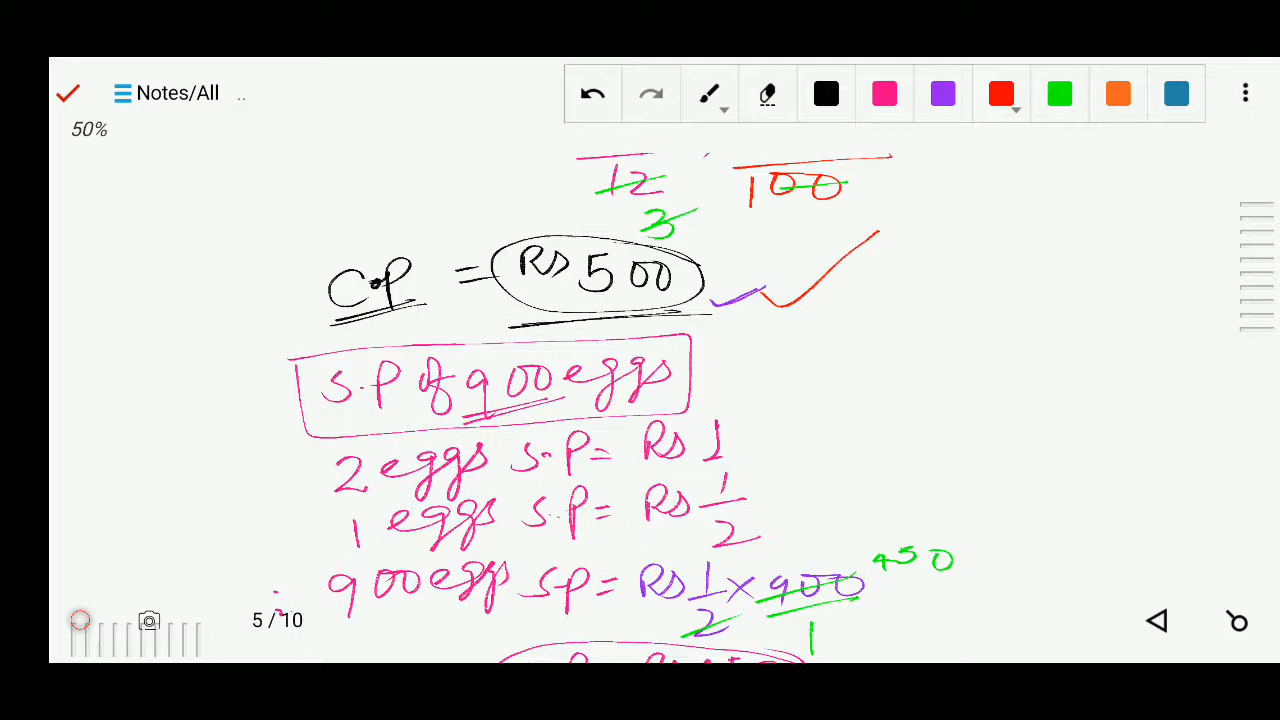 Notes/All ..
50%
12 100
3
C.P = Rs 500
S.P of 900 eggs
2 eggs S.P = Rs 1
1 eggs S.P = Rs 1/2
∴ 900 eggs SP = Rs 1/2 × 900 450
1
5 / 10